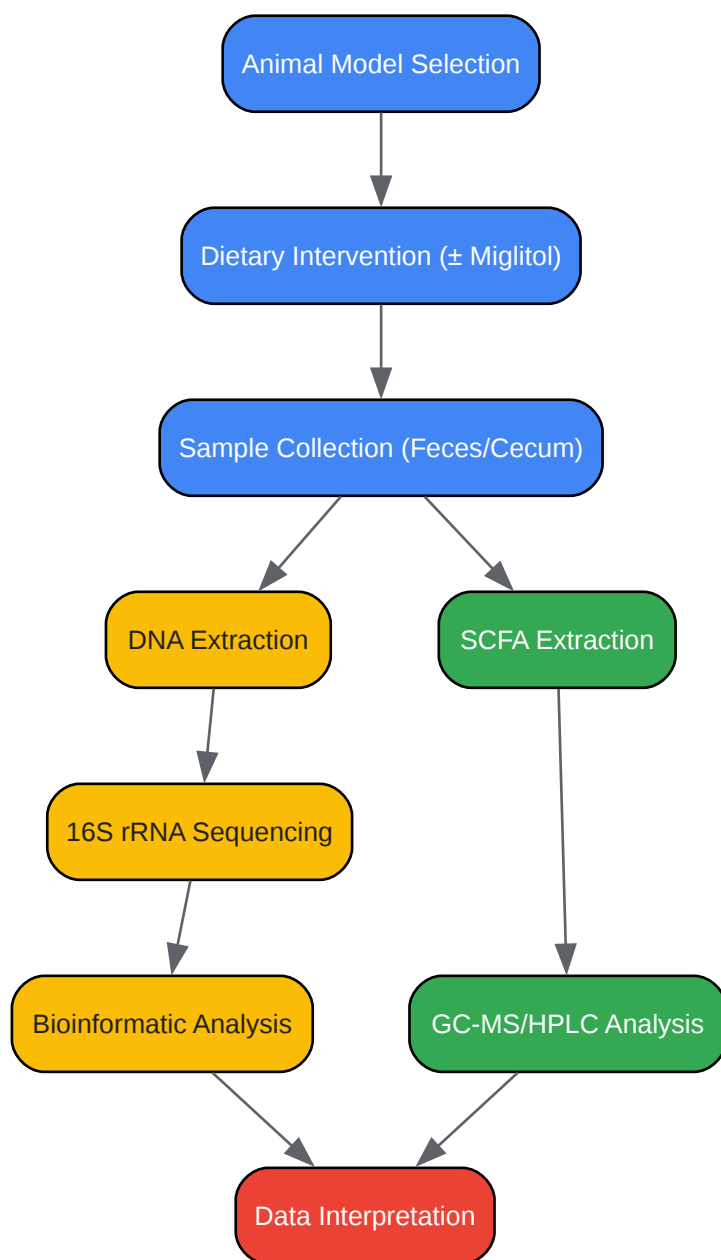 Animal Model Selection
Dietary Intervention (± Miglitol)
Sample Collection (Feces/Cecum)
DNA Extraction
SCFA Extraction
16S rRNA Sequencing
Bioinformatic Analysis
GC-MS/HPLC Analysis
Data Interpretation